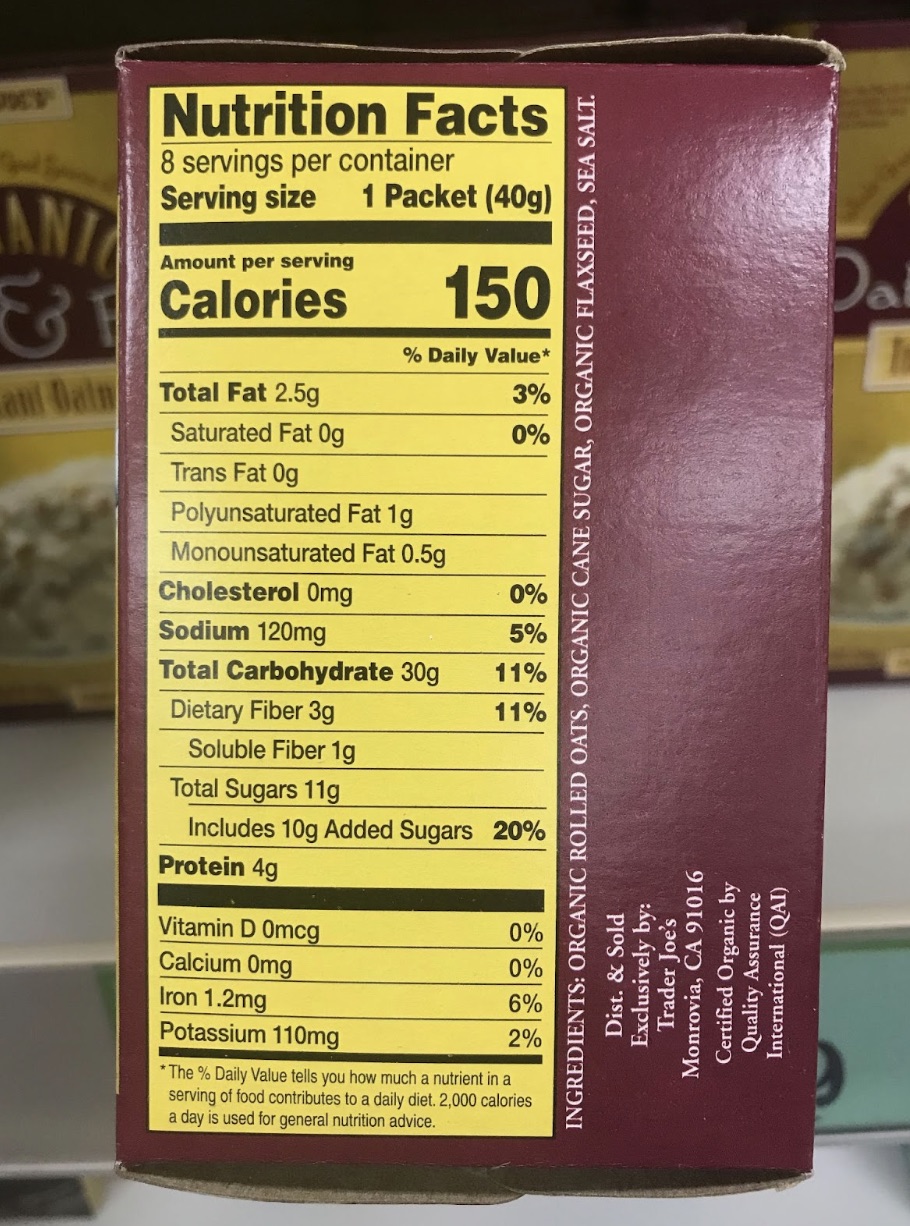 Nutrition Facts
8 servings per container
Serving size 1 Packet (40g)
Amount per serving
Calories 150
% Daily Value*
Total Fat 2.5g 3%
Saturated Fat 0g 0%
Trans Fat 0g
Polyunsaturated Fat 1g
Monounsaturated Fat 0.5g
Cholesterol 0mg 0%
Sodium 120mg 5%
Total Carbohydrate 30g 11%
Dietary Fiber 3g 11%
Soluble Fiber 1g
Total Sugars 11g
Includes 10g Added Sugars 20%
Protein 4g
Vitamin D 0mcg 0%
Calcium 0mg 0%
Iron 1.2mg 6%
Potassium 110mg 2%
* The % Daily Value tells you how much a nutrient in a
serving of food contributes to a daily diet. 2,000 calories
a day is used for general nutrition advice.
INGREDIENTS: ORGANIC ROLLED OATS, ORGANIC CANE SUGAR, ORGANIC FLAXSEED, SEA SALT.
Dist. & Sold
Exclusively by:
Trader Joe's
Monrovia, CA 91016
Certified Organic by
Quality Assurance
International (QAI)